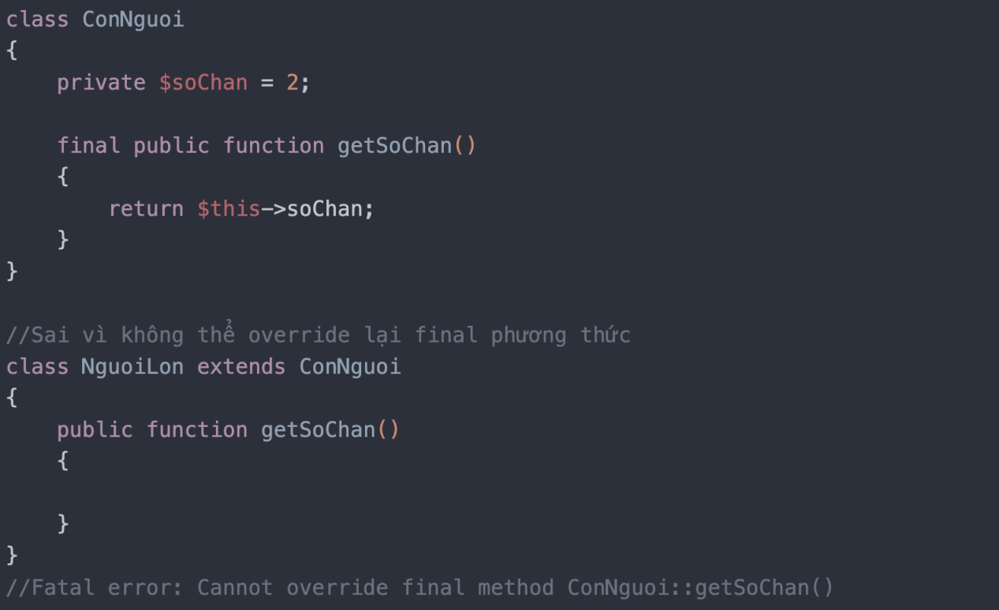 class ConNguoi
{
    private $soChan = 2;

    final public function getSoChan()
    {
        return $this->soChan;
    }
}

//Sai vì không thể override lại final phương thức
class NguoiLon extends ConNguoi
{
    public function getSoChan()
    {

    }
}
//Fatal error: Cannot override final method ConNguoi::getSoChan()